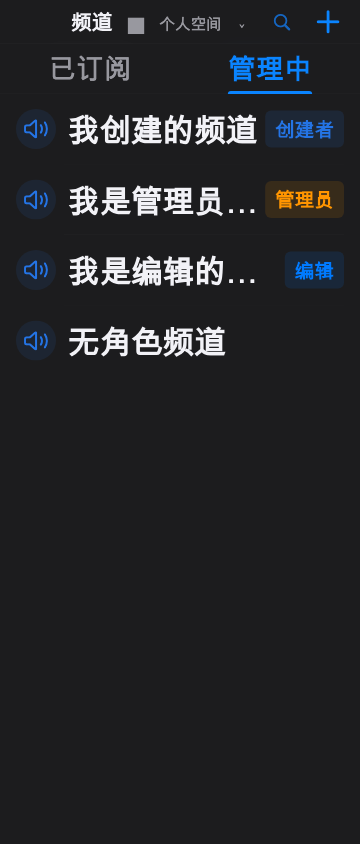 频道 个人空间
已订阅 管理中
我创建的频道 创建者
我是管理员... 管理员
我是编辑的... 编辑
无角色频道